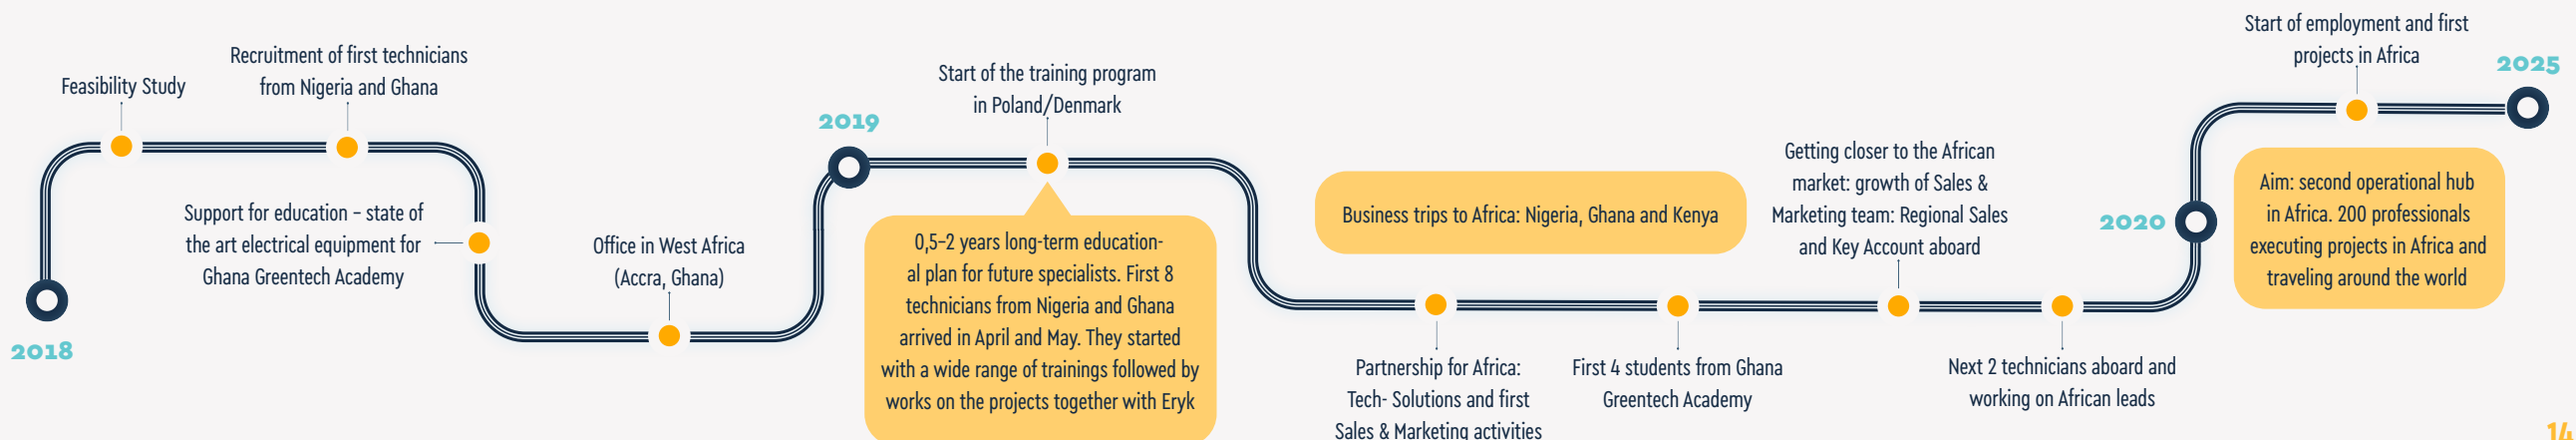 2018
Feasibility Study
Recruitment of first technicians
from Nigeria and Ghana
Support for education – state of
the art electrical equipment for
Ghana Greentech Academy
Office in West Africa
(Accra, Ghana)
2019
Start of the training program
in Poland/Denmark
0,5–2 years long-term education-
al plan for future specialists. First 8
technicians from Nigeria and Ghana
arrived in April and May. They started
with a wide range of trainings followed by
works on the projects together with Eryk
Business trips to Africa: Nigeria, Ghana and Kenya
Partnership for Africa:
Tech- Solutions and first
Sales & Marketing activities
First 4 students from Ghana
Greentech Academy
Getting closer to the African
market: growth of Sales &
Marketing team: Regional Sales
and Key Account aboard
Next 2 technicians aboard and
working on African leads
2020
Start of employment and first
projects in Africa
Aim: second operational hub
in Africa. 200 professionals
executing projects in Africa and
traveling around the world
2025
14